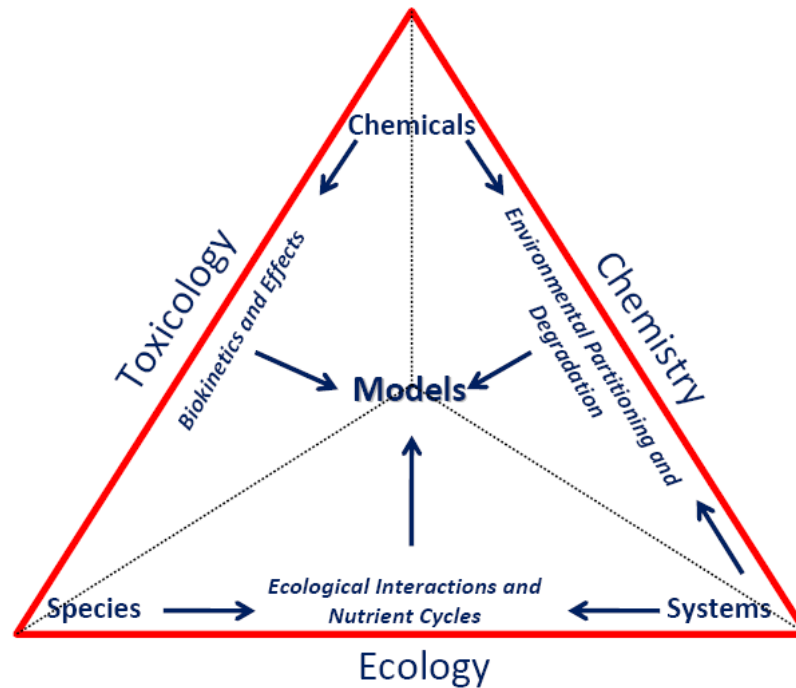 Chemicals
Toxicology
Biokinetics and Effects
Environmental Partitioning and
Degradation
Chemistry
Models
Species
Ecological Interactions and
Nutrient Cycles
Systems
Ecology